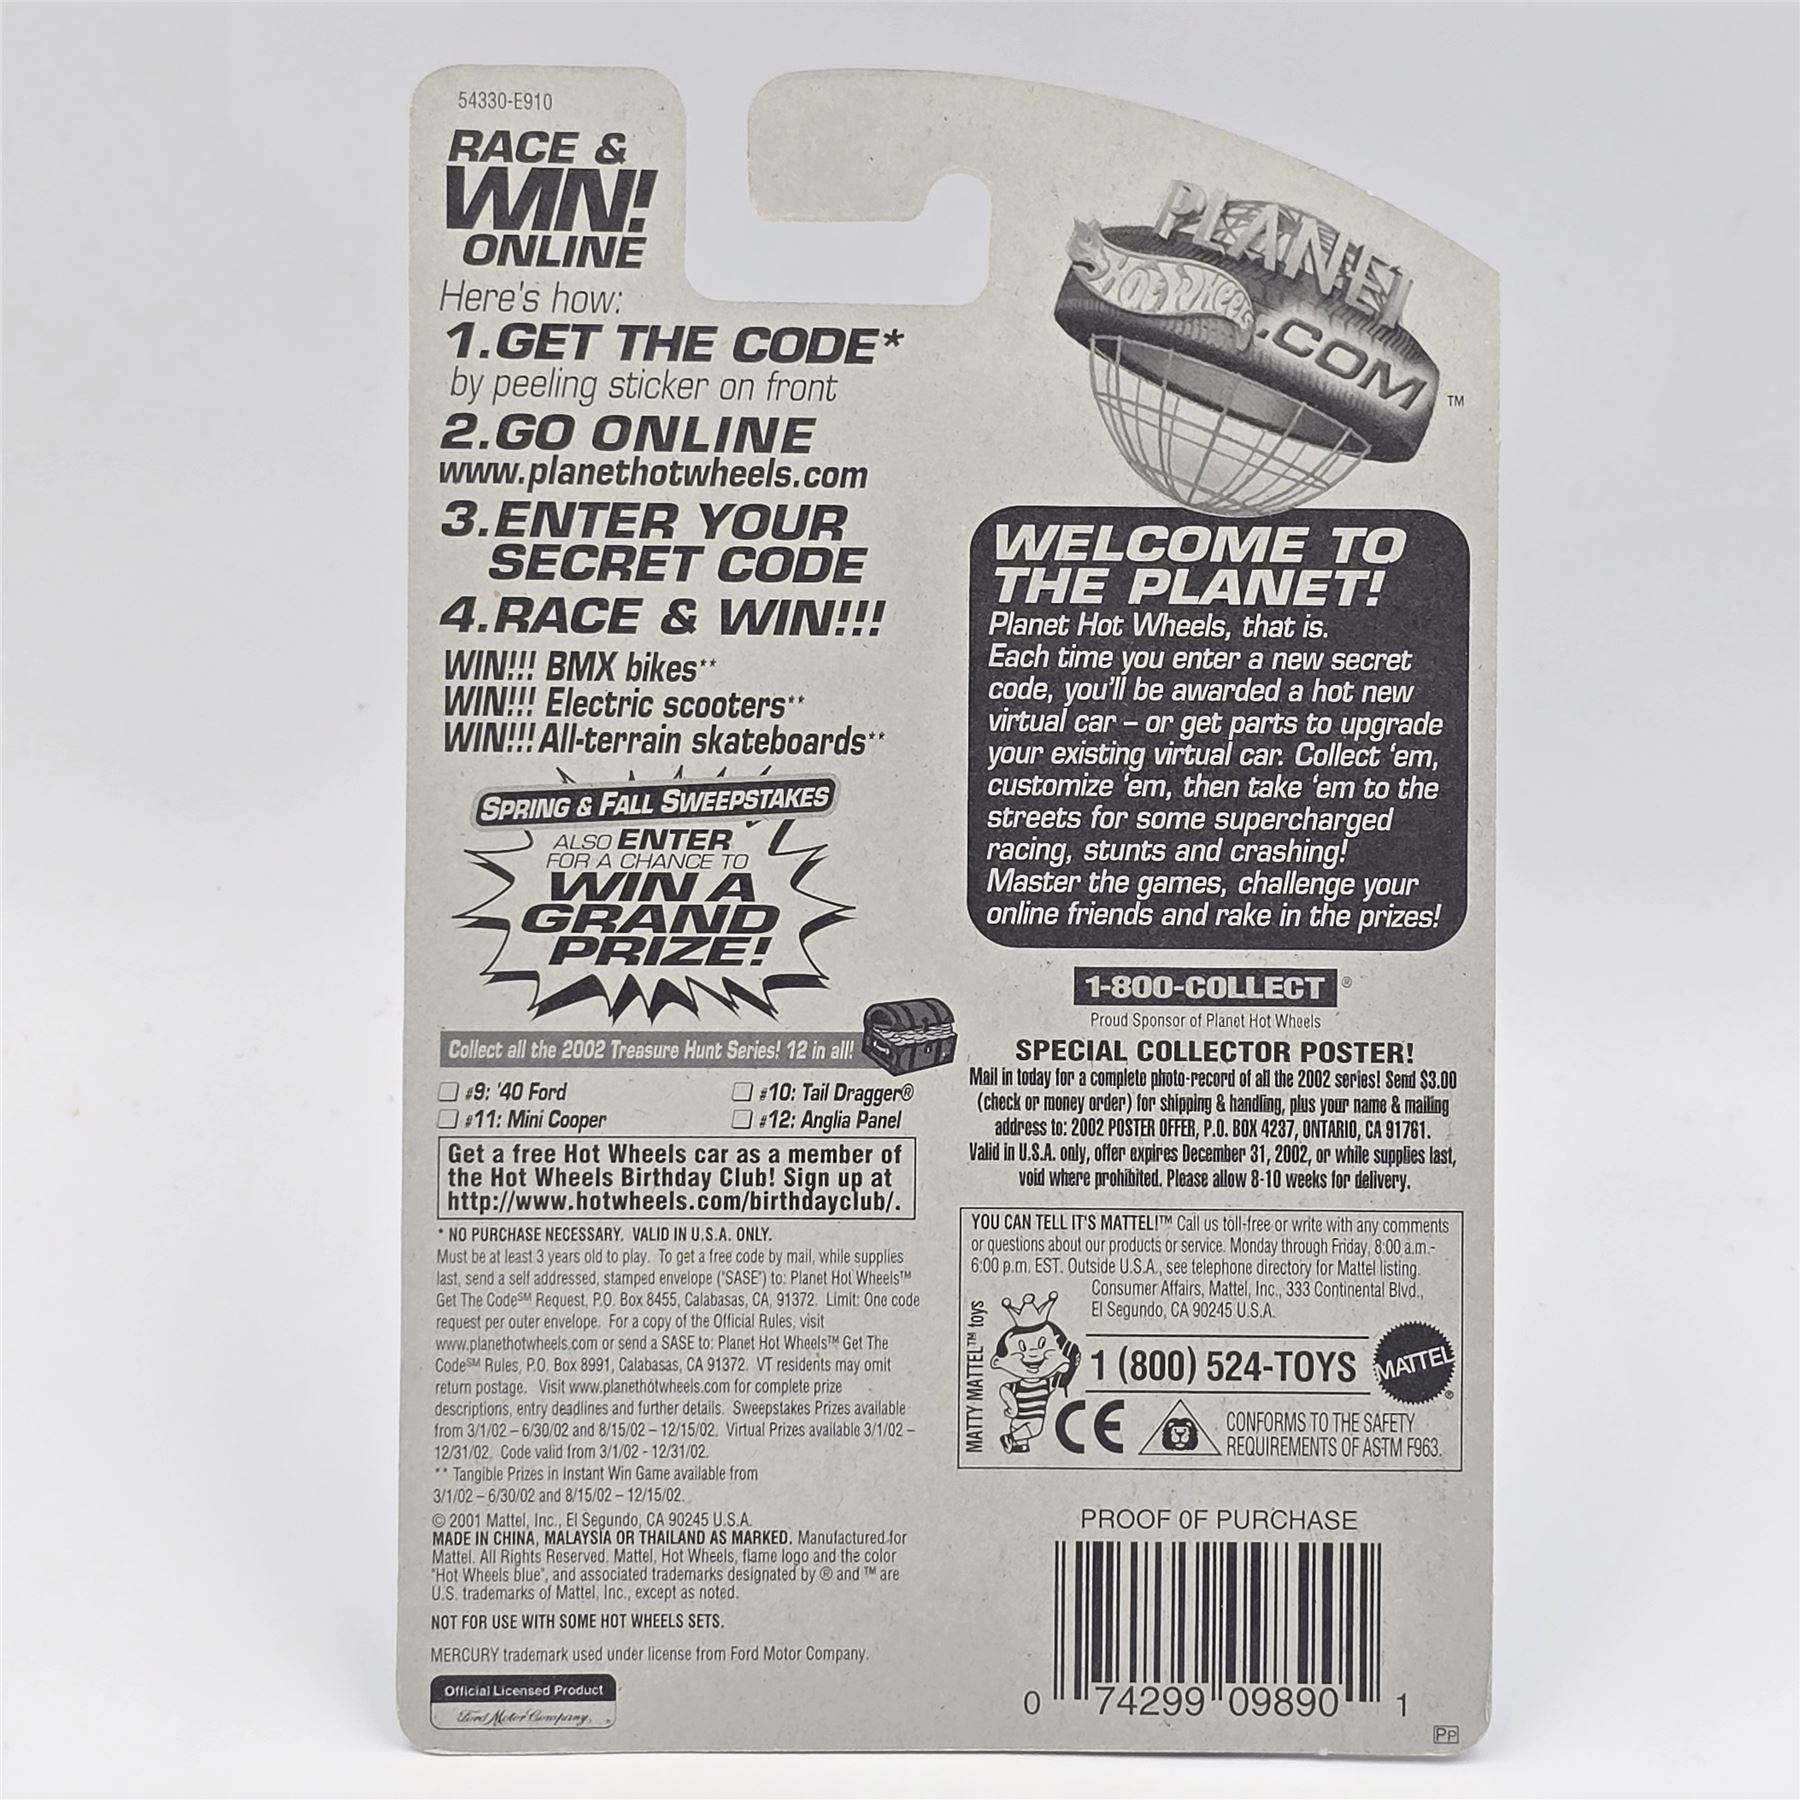 54330-E910
RACE &
WIN!
ONLINE
Here's how:
1.GET THE CODE*
by peeling sticker on front
2.GO ONLINE
www.planethotwheels.com
3.ENTER YOUR
SECRET CODE
4.RACE & WIN!!!
WIN!!! BMX bikes**
WIN!!! Electric scooters**
WIN!!! All-terrain skateboards**
SPRING & FALL SWEEPSTAKES
ALSO ENTER
FOR A CHANCE TO
WIN A
GRAND
PRIZE!
Collect all the 2002 Treasure Hunt Series! 12 in all!
#9: '40 Ford
#10: Tail Dragger®
#11: Mini Cooper
#12: Anglia Panel
Get a free Hot Wheels car as a member of
the Hot Wheels Birthday Club! Sign up at
http://www.hotwheels.com/birthdayclub/.
* NO PURCHASE NECESSARY. VALID IN U.S.A. ONLY.
Must be at least 3 years old to play. To get a free code by mail, while supplies
last, send a self addressed, stamped envelope ("SASE") to: Planet Hot Wheels™
Get The Code℠ Request, P.O. Box 8455, Calabasas, CA, 91372. Limit: One code
request per outer envelope. For a copy of the Official Rules, visit
www.planethotwheels.com or send a SASE to: Planet Hot Wheels™ Get The
Code℠ Rules, P.O. Box 8991, Calabasas, CA 91372. VT residents may omit
return postage. Visit www.planethotwheels.com for complete prize
descriptions, entry deadlines and further details. Sweepstakes Prizes available
from 3/1/02 – 6/30/02 and 8/15/02 – 12/15/02. Virtual Prizes available 3/1/02 –
12/31/02. Code valid from 3/1/02 - 12/31/02.
** Tangible Prizes in Instant Win Game available from
3/1/02 – 6/30/02 and 8/15/02 – 12/15/02.
© 2001 Mattel, Inc., El Segundo, CA 90245 U.S.A.
MADE IN CHINA, MALAYSIA OR THAILAND AS MARKED. Manufactured for
Mattel. All Rights Reserved. Mattel, Hot Wheels, flame logo and the color
"Hot Wheels blue", and associated trademarks designated by ® and ™ are
U.S. trademarks of Mattel, Inc., except as noted.
NOT FOR USE WITH SOME HOT WHEELS SETS.
MERCURY trademark used under license from Ford Motor Company.
Official Licensed Product
Ford Motor Company.
PLANET
HOT WHEELS
.COM
™
WELCOME TO
THE PLANET!
Planet Hot Wheels, that is.
Each time you enter a new secret
code, you'll be awarded a hot new
virtual car – or get parts to upgrade
your existing virtual car. Collect 'em,
customize 'em, then take 'em to the
streets for some supercharged
racing, stunts and crashing!
Master the games, challenge your
online friends and rake in the prizes!
1-800-COLLECT®
Proud Sponsor of Planet Hot Wheels
SPECIAL COLLECTOR POSTER!
Mail in today for a complete photo-record of all the 2002 series! Send $3.00
(check or money order) for shipping & handling, plus your name & mailing
address to: 2002 POSTER OFFER, P.O. BOX 4237, ONTARIO, CA 91761.
Valid in U.S.A. only, offer expires December 31, 2002, or while supplies last,
void where prohibited. Please allow 8-10 weeks for delivery.
YOU CAN TELL IT'S MATTEL!™ Call us toll-free or write with any comments
or questions about our products or service. Monday through Friday, 8:00 a.m.-
6:00 p.m. EST. Outside U.S.A., see telephone directory for Mattel listing.
Consumer Affairs, Mattel, Inc., 333 Continental Blvd.,
El Segundo, CA 90245 U.S.A.
MATTY MATTEL™ toys
1 (800) 524-TOYS
MATTEL
®
CE
CONFORMS TO THE SAFETY
REQUIREMENTS OF ASTM F963.
PROOF OF PURCHASE
0 74299 09890 1
PP